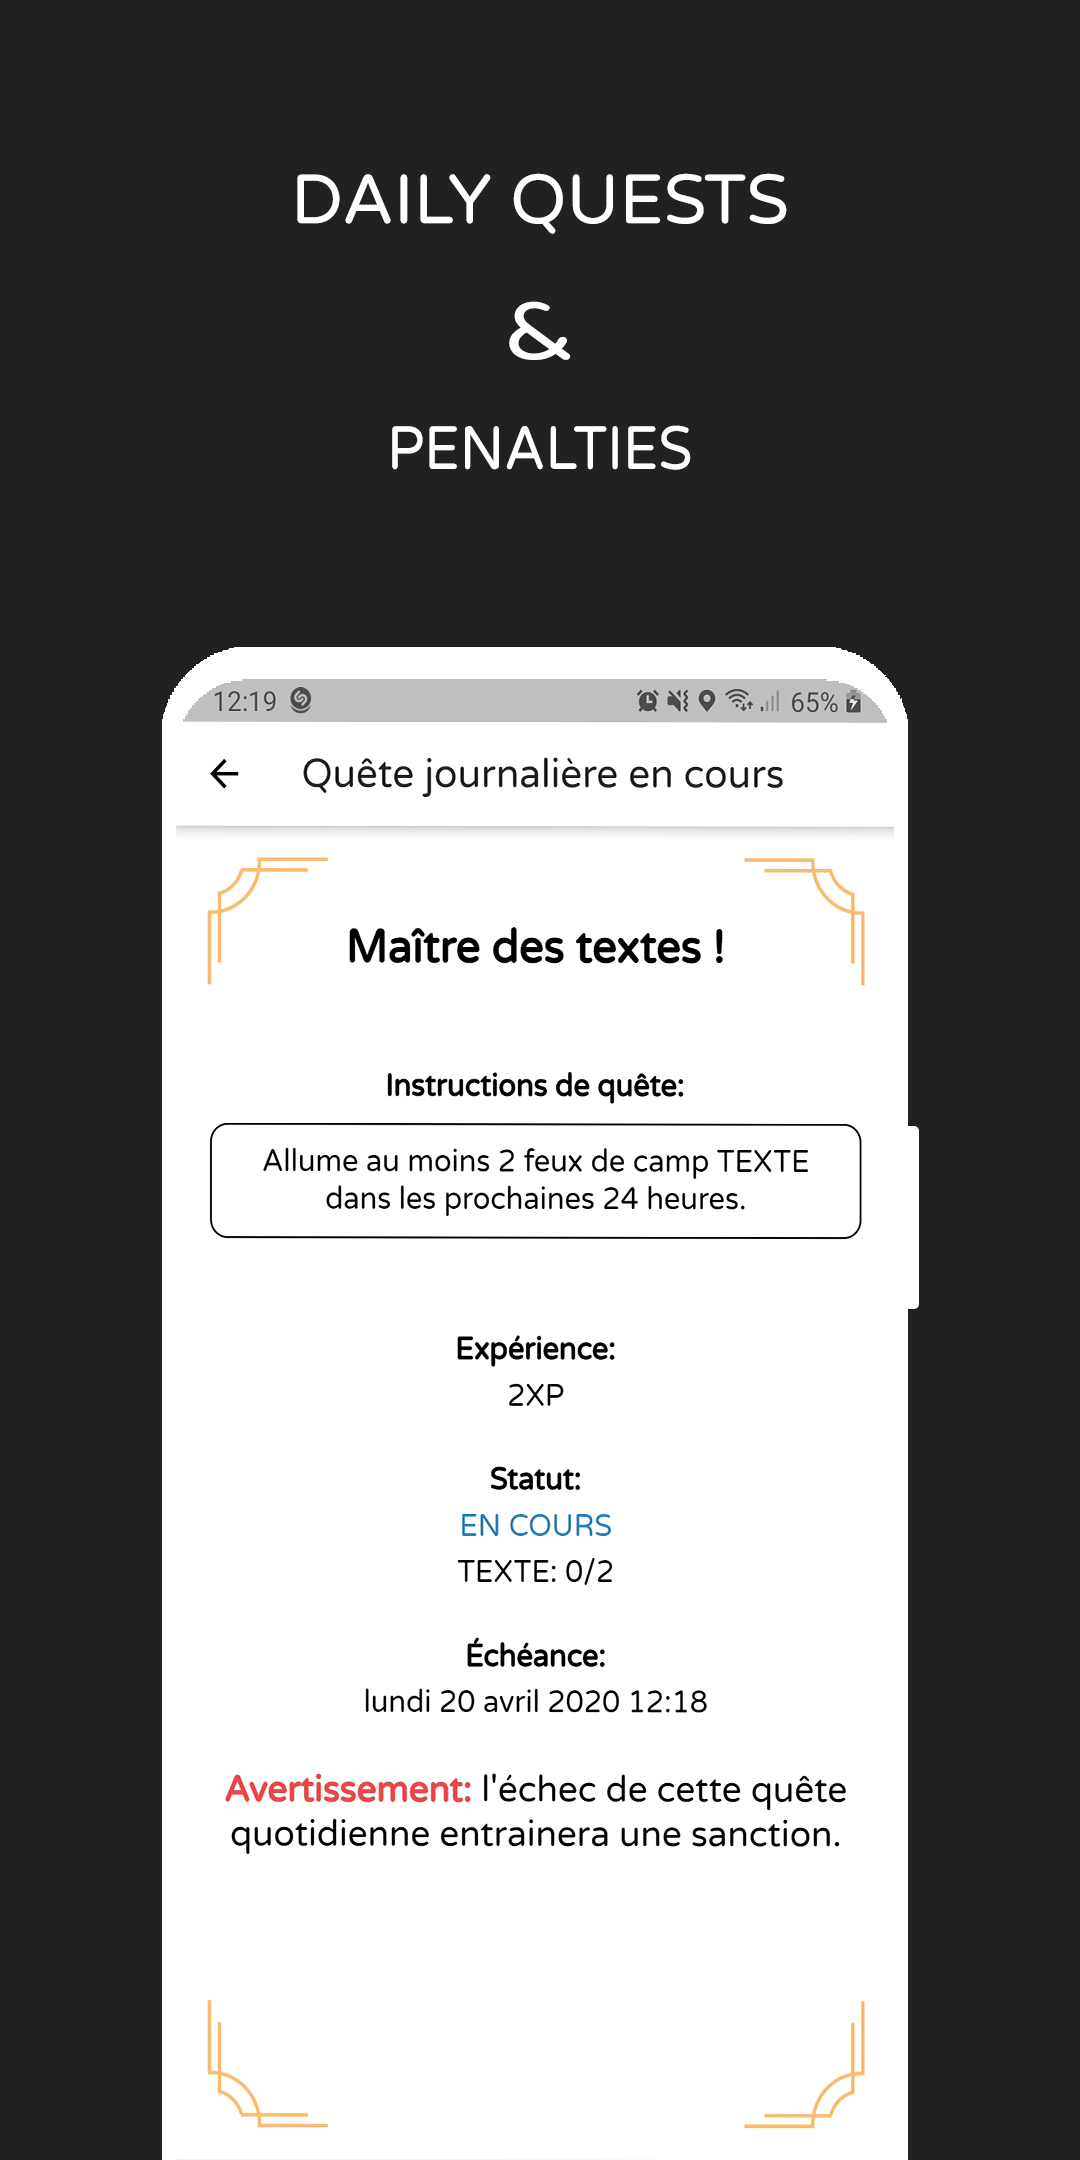 DAILY QUESTS
&
PENALTIES
12:19 65%
Quête journalière en cours
Maître des textes !
Instructions de quête:
Allume au moins 2 feux de camp TEXTE
dans les prochaines 24 heures.
Expérience:
2XP
Statut:
EN COURS
TEXTE: 0/2
Échéance:
lundi 20 avril 2020 12:18
Avertissement: l'échec de cette quête
quotidienne entrainera une sanction.